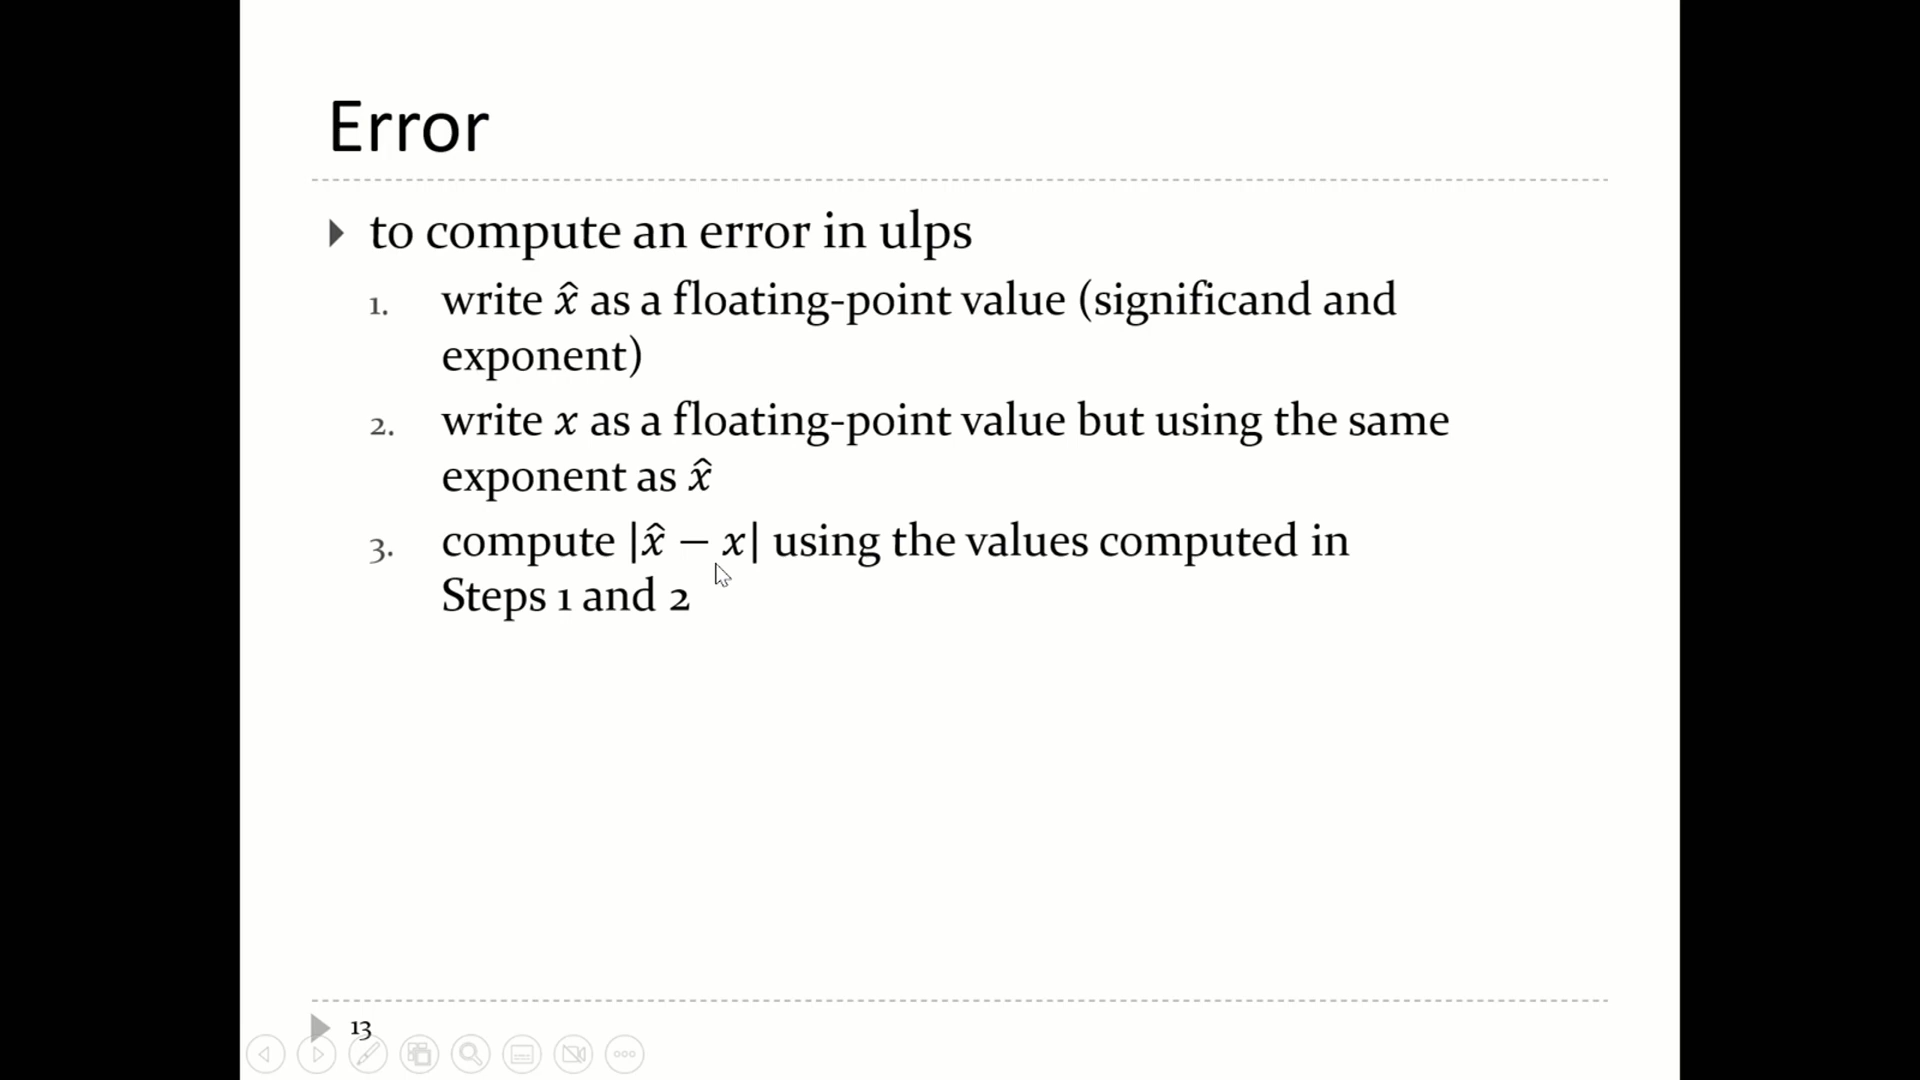 Error
to compute an error in ulps
1. write x̂ as a floating-point value (significand and
exponent)
2. write x as a floating-point value but using the same
exponent as x̂
3. compute |x̂ − x| using the values computed in
Steps 1 and 2
13